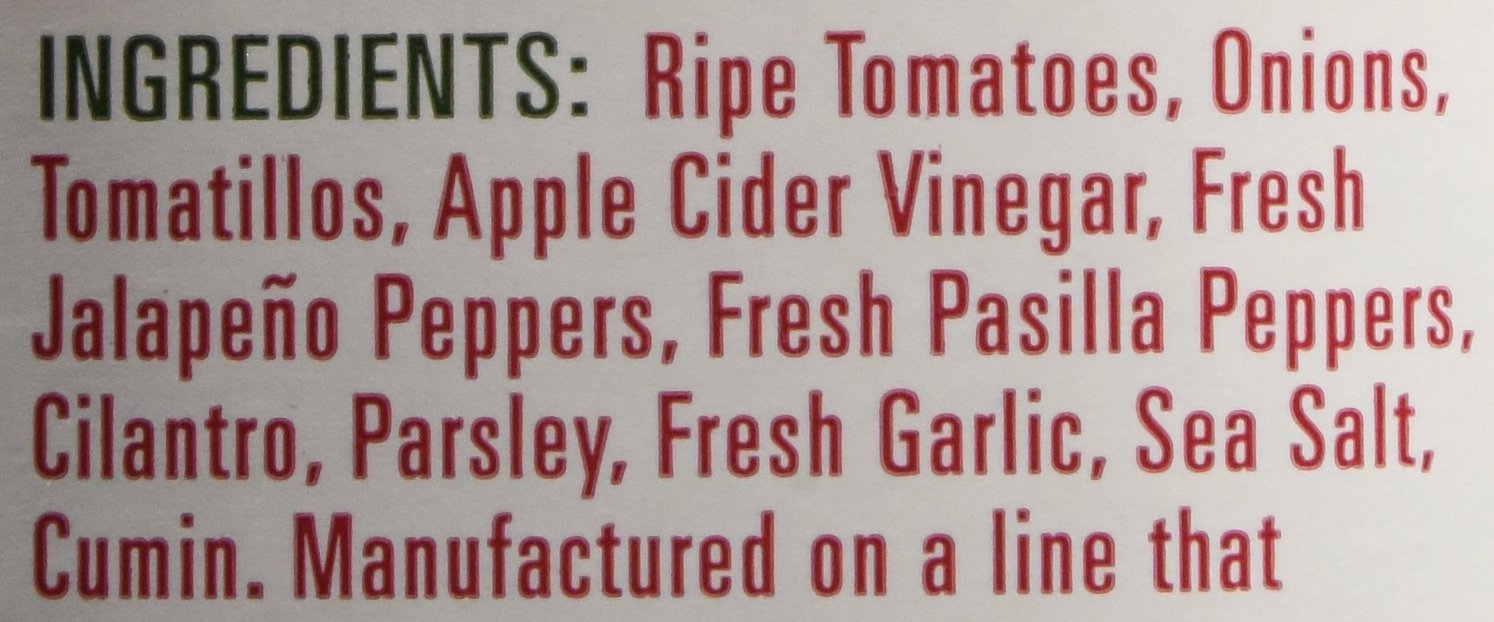 INGREDIENTS: Ripe Tomatoes, Onions,
Tomatillos, Apple Cider Vinegar, Fresh
Jalapeño Peppers, Fresh Pasilla Peppers,
Cilantro, Parsley, Fresh Garlic, Sea Salt,
Cumin. Manufactured on a line that